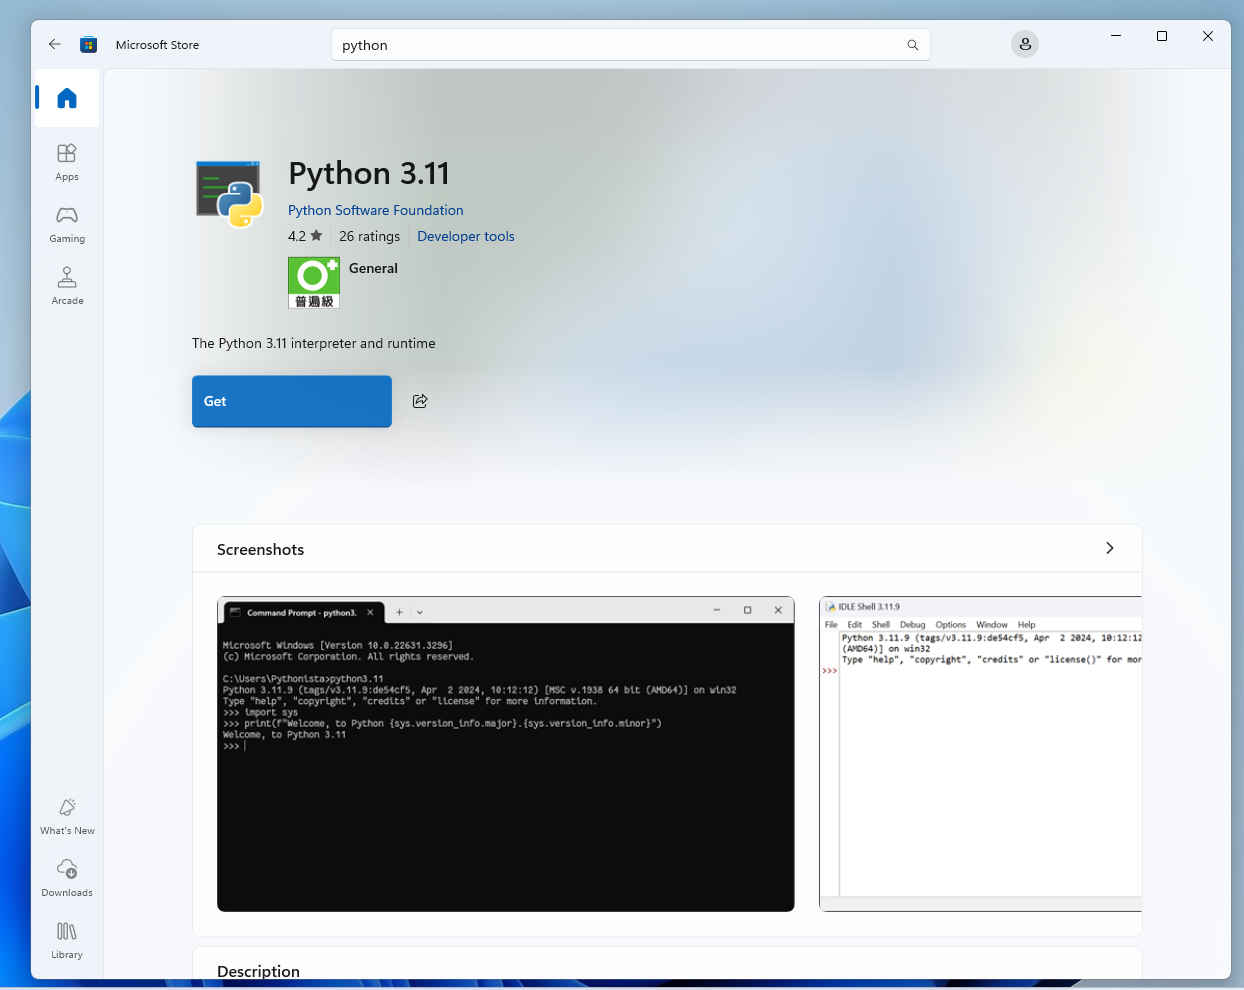 Microsoft Store
python
Apps
Gaming
Arcade
What's New
Downloads
Library
Python 3.11
Python Software Foundation
4.2 ★ 26 ratings Developer tools
General
普遍級
The Python 3.11 interpreter and runtime
Get
Screenshots
Command Prompt - python3.
Microsoft Windows [Version 10.0.22631.3296]
(c) Microsoft Corporation. All rights reserved.
C:\Users\Pythonista>python3.11
Python 3.11.9 (tags/v3.11.9:de54cf5, Apr  2 2024, 10:12:12) [MSC v.1938 64 bit (AMD64)] on win32
Type "help", "copyright", "credits" or "license" for more information.
>>> import sys
>>> print(f"Welcome, to Python {sys.version_info.major}.{sys.version_info.minor}")
Welcome, to Python 3.11
>>>
IDLE Shell 3.11.9
File Edit Shell Debug Options Window Help
Python 3.11.9 (tags/v3.11.9:de54cf5, Apr  2 2024, 10:12:12
(AMD64)] on win32
Type "help", "copyright", "credits" or "license()" for mor
>>>
Description